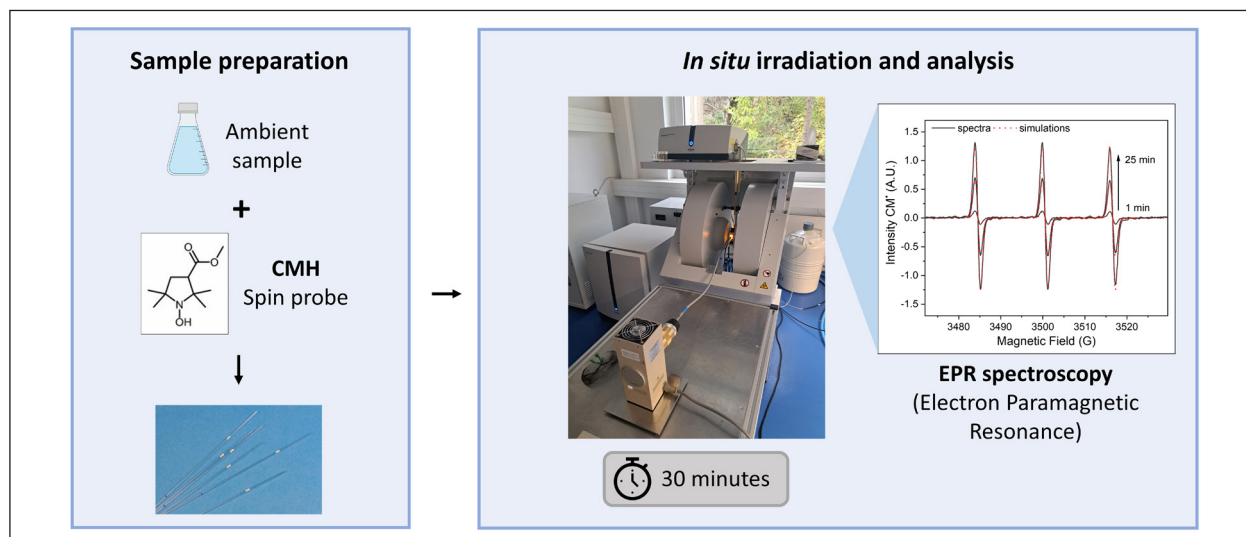 Sample preparation
Ambient
sample
+
O
O
N
OH
CMH
Spin probe
In situ irradiation and analysis
30 minutes
spectra
simulations
25 min
1 min
Intensity CM• (A.U.)
1.5
1.0
0.5
0.0
-0.5
-1.0
-1.5
3480
3490
3500
3510
3520
Magnetic Field (G)
EPR spectroscopy
(Electron Paramagnetic
Resonance)